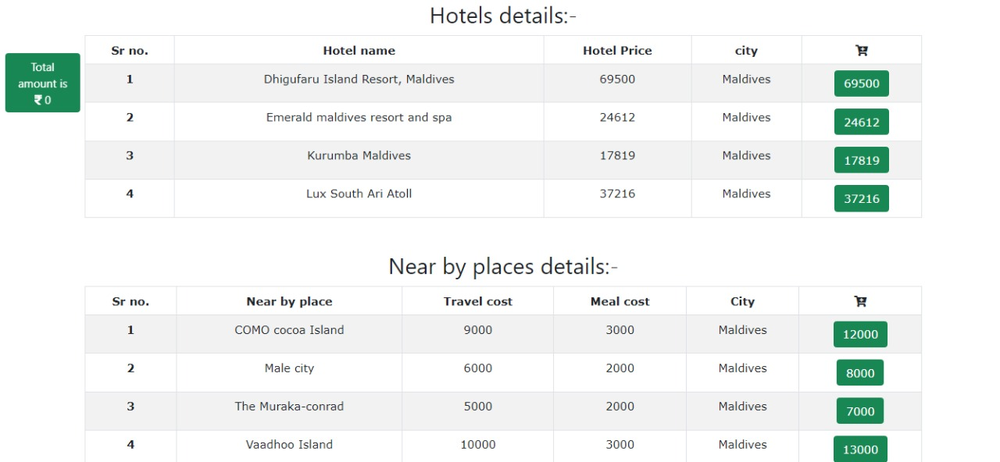 Hotels details:-
Total
amount is
₹ 0
Sr no. Hotel name Hotel Price city
1 Dhigufaru Island Resort, Maldives 69500 Maldives 69500
2 Emerald maldives resort and spa 24612 Maldives 24612
3 Kurumba Maldives 17819 Maldives 17819
4 Lux South Ari Atoll 37216 Maldives 37216
Near by places details:-
Sr no. Near by place Travel cost Meal cost City
1 COMO cocoa Island 9000 3000 Maldives 12000
2 Male city 6000 2000 Maldives 8000
3 The Muraka-conrad 5000 2000 Maldives 7000
4 Vaadhoo Island 10000 3000 Maldives 13000